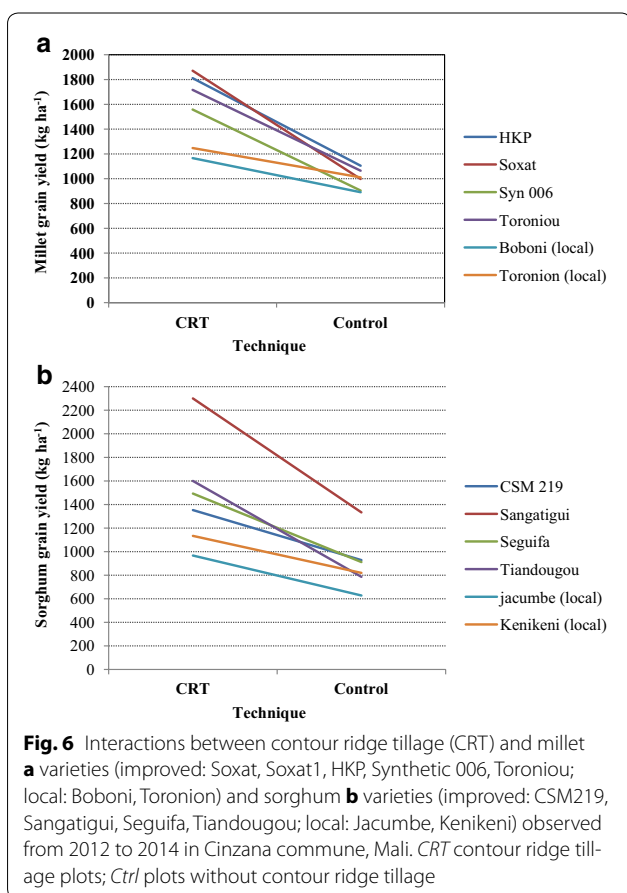 a
2000
1800
1600
1400
1200
1000
800
600
400
200
0
Millet grain yield (kg ha-1)
CRT
Control
Technique
HKP
Soxat
Syn 006
Toroniou
Boboni (local)
Toronion (local)
b
2400
2200
2000
1800
1600
1400
1200
1000
800
600
400
200
0
Sorghum grain yield (kg ha-1)
CRT
Control
Technique
CSM 219
Sangatigui
Seguifa
Tiandougou
jacumbe (local)
Kenikeni (local)
Fig. 6 Interactions between contour ridge tillage (CRT) and millet
a varieties (improved: Soxat, Soxat1, HKP, Synthetic 006, Toroniou;
local: Boboni, Toronion) and sorghum b varieties (improved: CSM219,
Sangatigui, Seguifa, Tiandougou; local: Jacumbe, Kenikeni) observed
from 2012 to 2014 in Cinzana commune, Mali. CRT contour ridge till-
age plots; Ctrl plots without contour ridge tillage